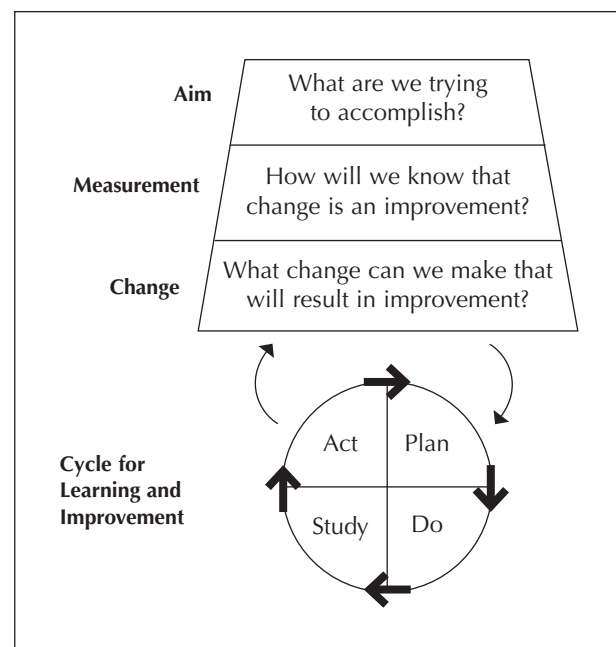 Aim
What are we trying
to accomplish?
Measurement
How will we know that
change is an improvement?
Change
What change can we make that
will result in improvement?
Cycle for
Learning and
Improvement
Act
Plan
Study
Do